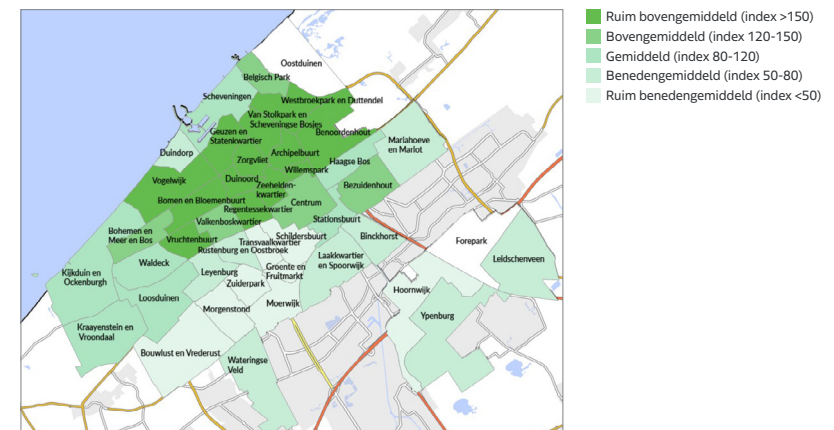 Ruim bovengemiddeld (index >150)
Bovengemiddeld (index 120-150)
Gemiddeld (index 80-120)
Benedengemiddeld (index 50-80)
Ruim benedengemiddeld (index <50)
Oostduinen
Belgisch Park
Scheveningen
Westbroekpark en Duttendel
Van Stolkpark en
Scheveningse Bosjes
Geuzen en
Statenkwartier
Benoordenhout
Mariahoeve
en Marlot
Duindorp
Archipelbuurt
Zorgvliet
Haagse Bos
Willemspark
Vogelwijk
Duinoord
Zeehelden-
kwartier
Bezuidenhout
Bomen en Bloemenbuurt
Centrum
Regentessekwartier
Stationsbuurt
Valkenboskwartier
Bohemen en
Meer en Bos
Vruchtenbuurt
Schildersbuurt
Binckhorst
Transvaalkwartier
Forepark
Rustenburg en Oostbroek
Laakkwartier
en Spoorwijk
Leidschenveen
Waldeck
Kijkduin en
Ockenburgh
Leyenburg
Groente en
Fruitmarkt
Zuiderpark
Hoornwijk
Loosduinen
Morgenstond
Moerwijk
Ypenburg
Kraayenstein en
Vroondaal
Bouwlust en Vrederust
Wateringse
Veld